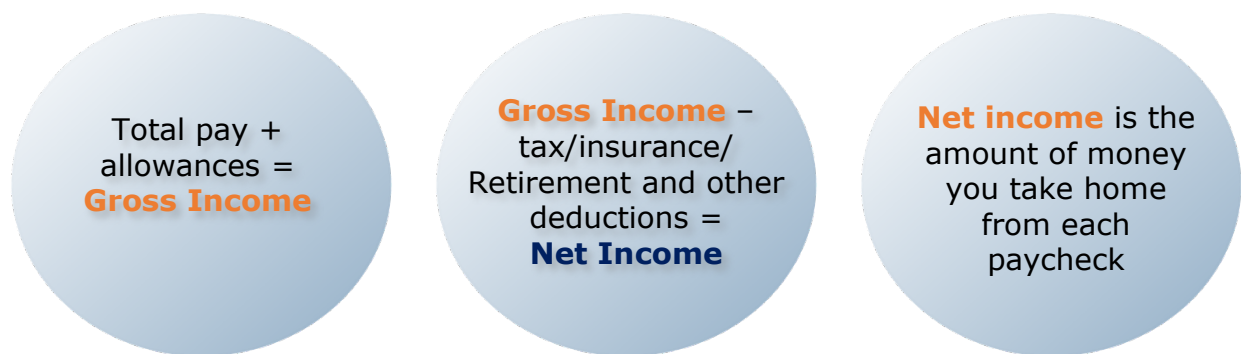 Total pay +
allowances =
Gross Income
Gross Income –
tax/insurance/
Retirement and other
deductions =
Net Income
Net income is the
amount of money
you take home
from each
paycheck